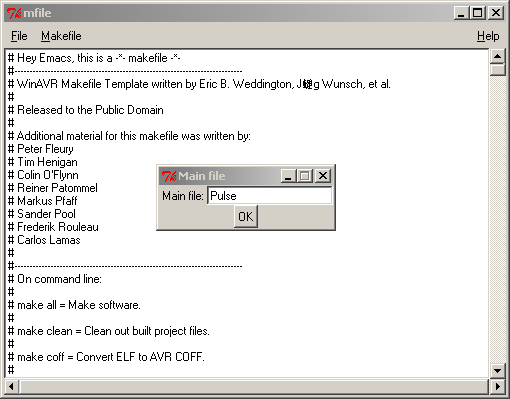 mfile
File Makefile Help
# Hey Emacs, this is a -*- makefile -*-
#----------------------------------------------------------------------------
# WinAVR Makefile Template written by Eric B. Weddington, Wunsch, et al.
#
# Released to the Public Domain
#
# Additional material for this makefile was written by:
# Peter Fleury
# Tim Henigan
# Colin O'Flynn
# Reiner Patommel
# Markus Pfaff
# Sander Pool
# Frederik Rouleau
# Carlos Lamas
#
#----------------------------------------------------------------------------
# On command line:
#
# make all = Make software.
#
# make clean = Clean out built project files.
#
# make coff = Convert ELF to AVR COFF.
#
Main file
Main file: Pulse
OK